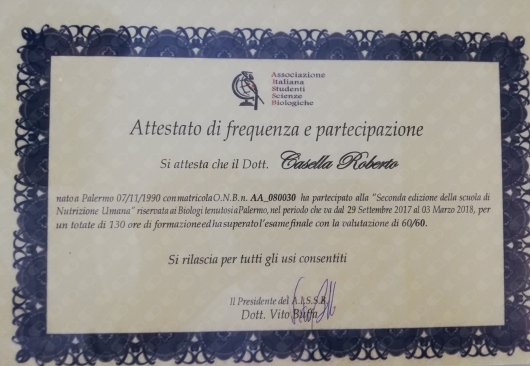 Associazione
Italiana
Studenti
Scienze
Biologiche
Attestato di frequenza e partecipazione
Si attesta che il Dott. Casella Roberto
nato a Palermo 07/11/1990 con matricola O.N.B. n. AA_080030 ha partecipato alla "Seconda edizione della scuola di
Nutrizione Umana" riservata ai Biologi tenutosi a Palermo, nel periodo che va dal 29 Settembre 2017 al 03 Marzo 2018, per
un totate di 130 ore di formazione ed ha superato l'esame finale con la valutazione di 60/60.
Si rilascia per tutti gli usi consentiti
Il Presidente del A.I.S.S.B.
Dott. Vito Buffa